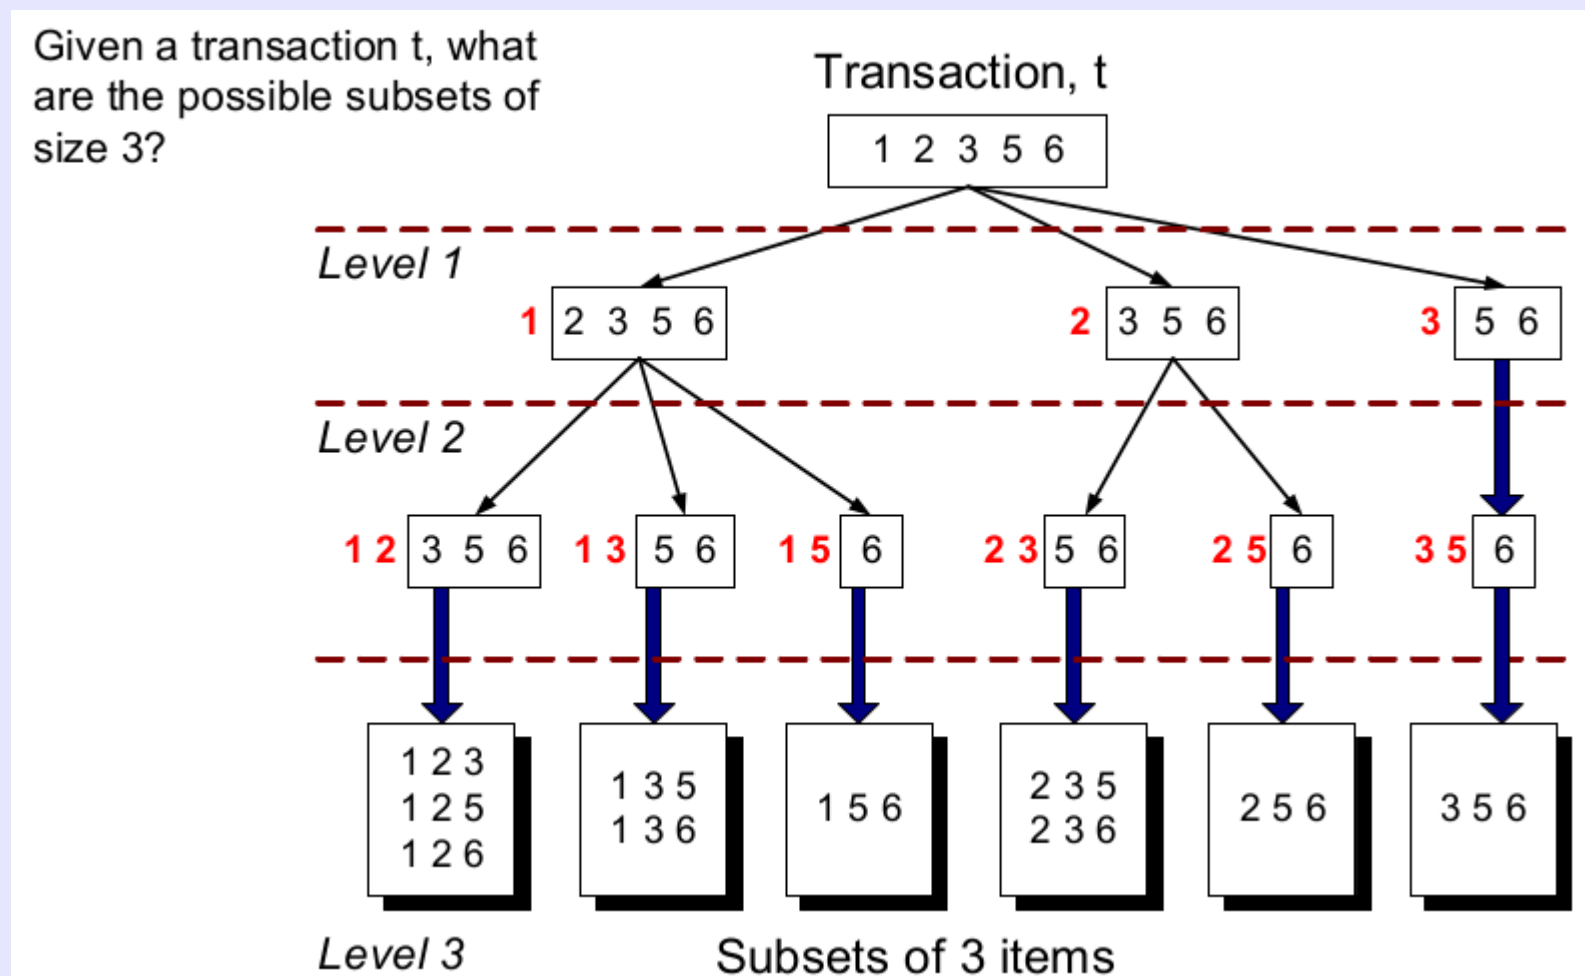 Given a transaction t, what
are the possible subsets of
size 3?
Transaction, t
1 2 3 5 6
Level 1
1 2 3 5 6
2 3 5 6
3 5 6
Level 2
1 2 3 5 6
1 3 5 6
1 5 6
2 3 5 6
2 5 6
3 5 6
1 2 3
1 2 5
1 2 6
1 3 5
1 3 6
1 5 6
2 3 5
2 3 6
2 5 6
3 5 6
Level 3
Subsets of 3 items